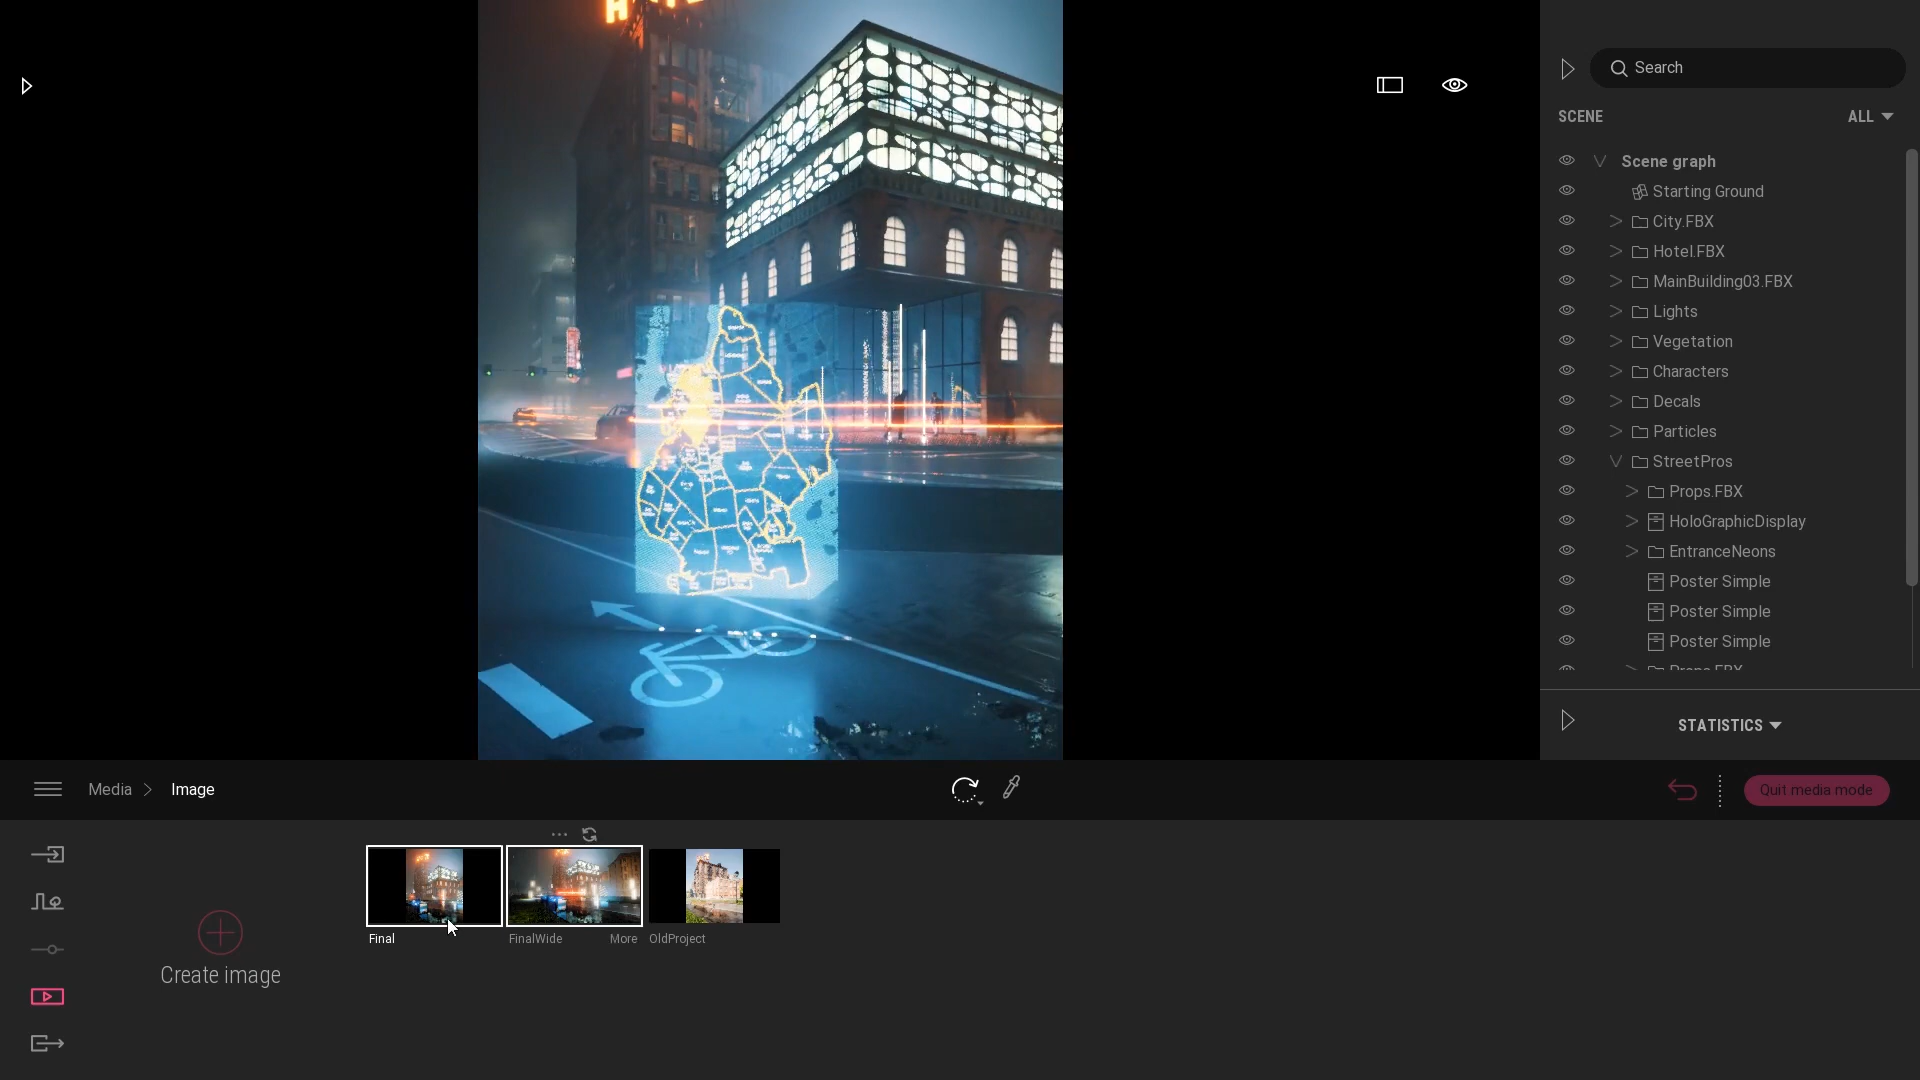 Search
SCENE
ALL
Scene graph
Starting Ground
City.FBX
Hotel.FBX
MainBuilding03.FBX
Lights
Vegetation
Characters
Decals
Particles
StreetPros
Props.FBX
HoloGraphicDisplay
EntranceNeons
Poster Simple
Poster Simple
Poster Simple
Props.FBX
STATISTICS
Media
Image
Quit media mode
Create image
Final
FinalWide
More
OldProject